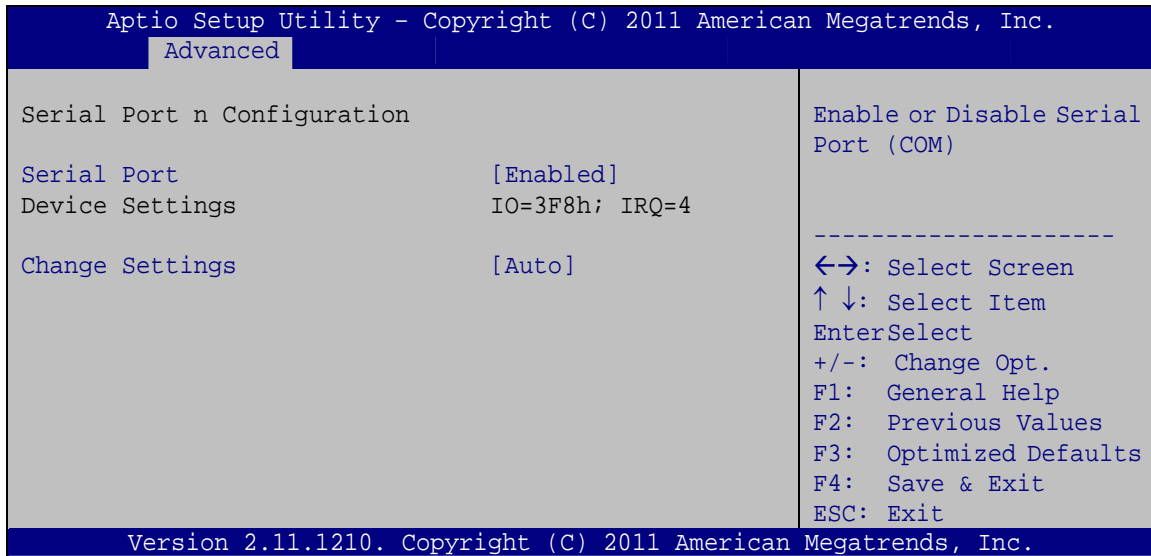 Aptio Setup Utility – Copyright (C) 2011 American Megatrends, Inc.
Advanced
Serial Port n Configuration
Serial Port [Enabled]
Device Settings IO=3F8h; IRQ=4
Change Settings [Auto]
Enable or Disable Serial
Port (COM)
---------------------
←→: Select Screen
↑ ↓: Select Item
EnterSelect
+/-: Change Opt.
F1: General Help
F2: Previous Values
F3: Optimized Defaults
F4: Save & Exit
ESC: Exit
Version 2.11.1210. Copyright (C) 2011 American Megatrends, Inc.